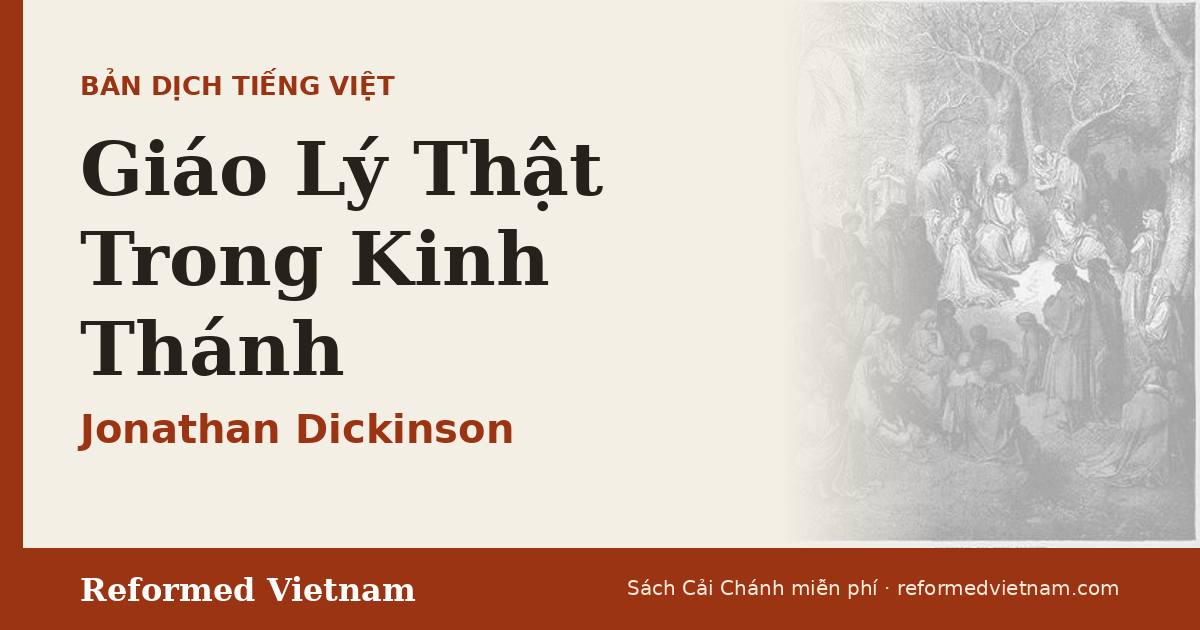 BẢN DỊCH TIẾNG VIỆT
Giáo Lý Thật
Trong Kinh
Thánh
Jonathan Dickinson
Reformed Vietnam
Sách Cải Chánh miễn phí · reformedvietnam.com